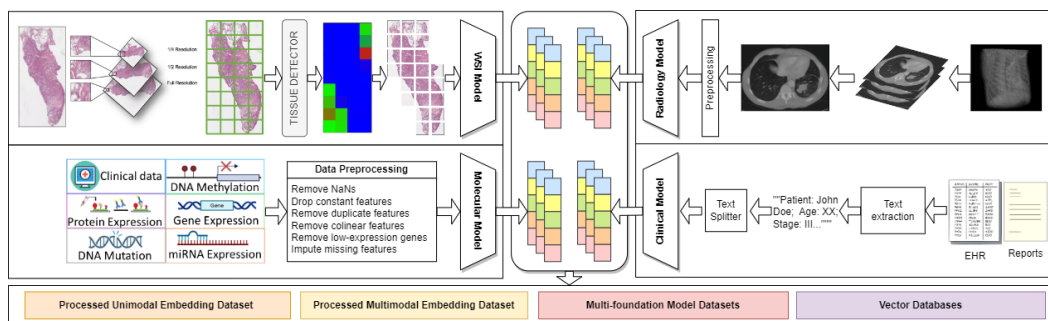 1/4 Resolution
1/2 Resolution
Full Resolution
TISSUE DETECTOR
WSI Model
Radiology Model
Preprocessing
Clinical data
DNA Methylation
Protein Expression
Gene
Gene Expression
DNA Mutation
miRNA Expression
Data Preprocessing
Remove NaNs
Drop constant features
Remove duplicate features
Remove colinear features
Remove low-expression genes
Impute missing features
Molecular Model
Clinical Model
Text
Splitter
"""Patient: John
Doe; Age: XX;
Stage: III..."""
Text
extraction
EHR
Reports
Processed Unimodal Embedding Dataset
Processed Multimodal Embedding Dataset
Multi-foundation Model Datasets
Vector Databases